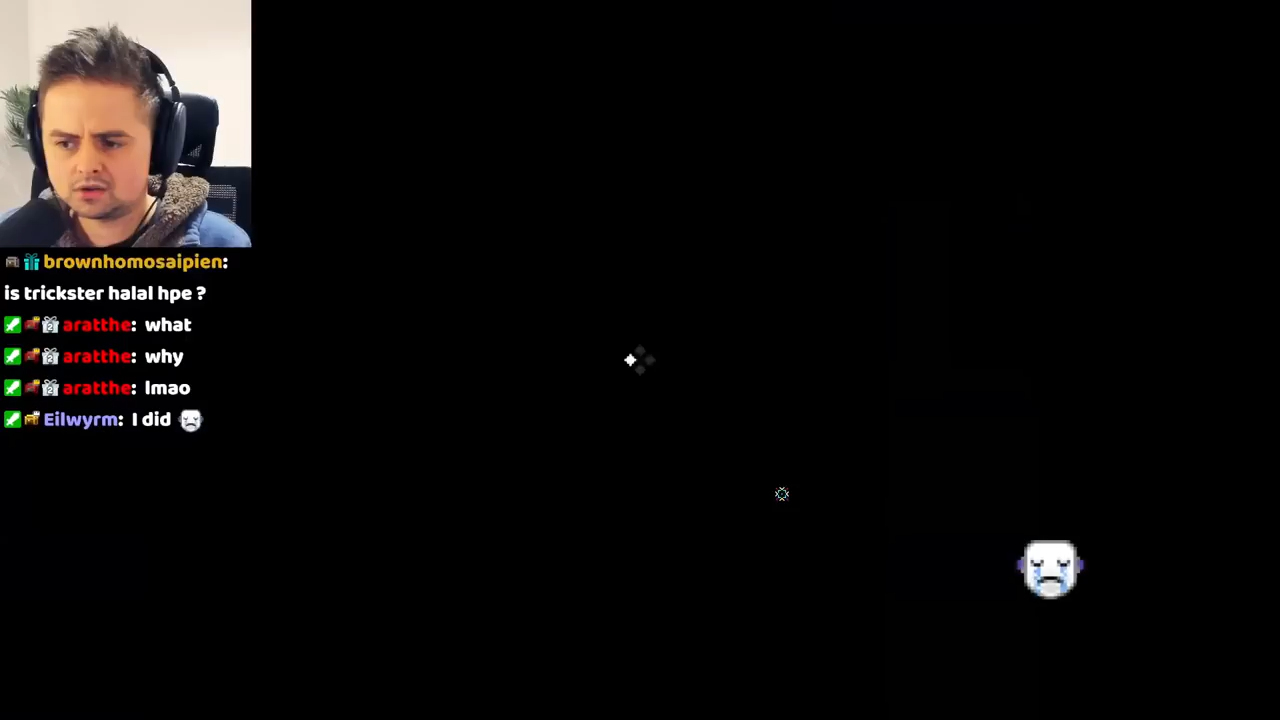 brownhomosaipien:
is trickster halal hpe ?
aratthe: what
aratthe: why
aratthe: lmao
Eilwyrm: I did